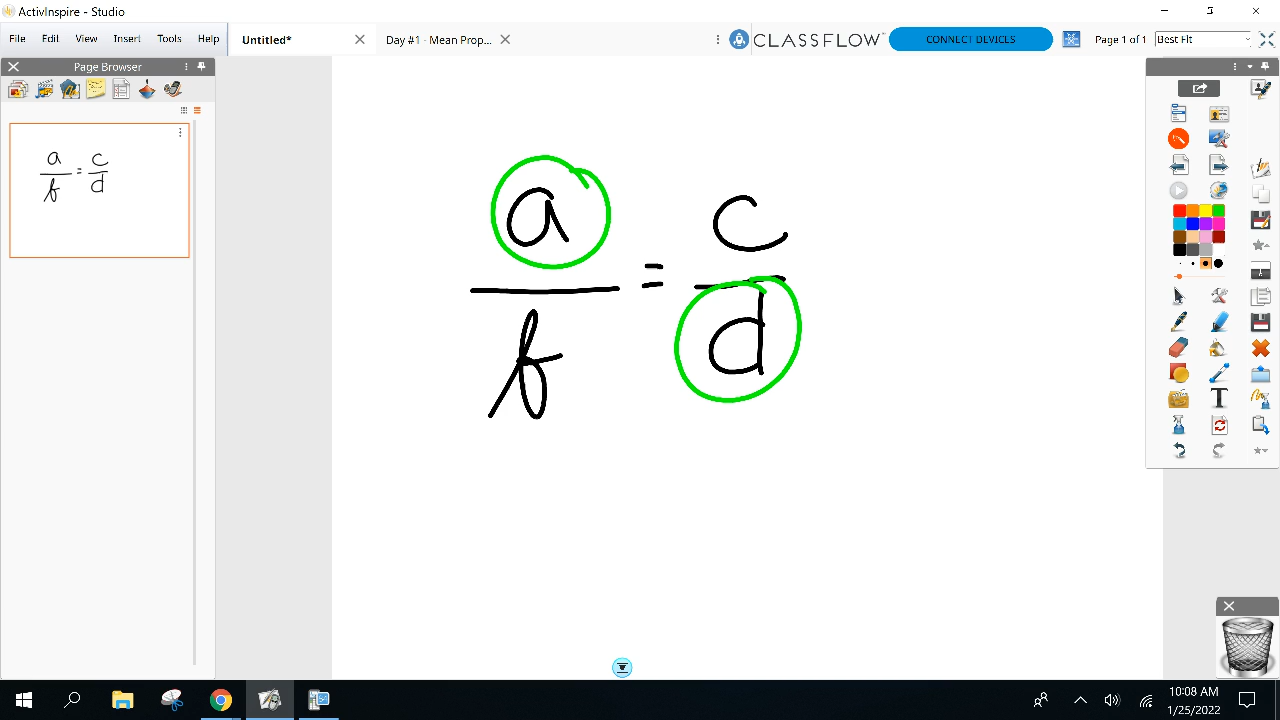 ActivInspire - Studio
File Edit View Insert Tools Help
Untitled*
Day #1 - Mean Prop...
CLASSFLOW
CONNECT DEVICES
Page 1 of 1
Best Fit
Page Browser
a/b = c/d
a/b = c/d
T
10:08 AM
1/25/2022